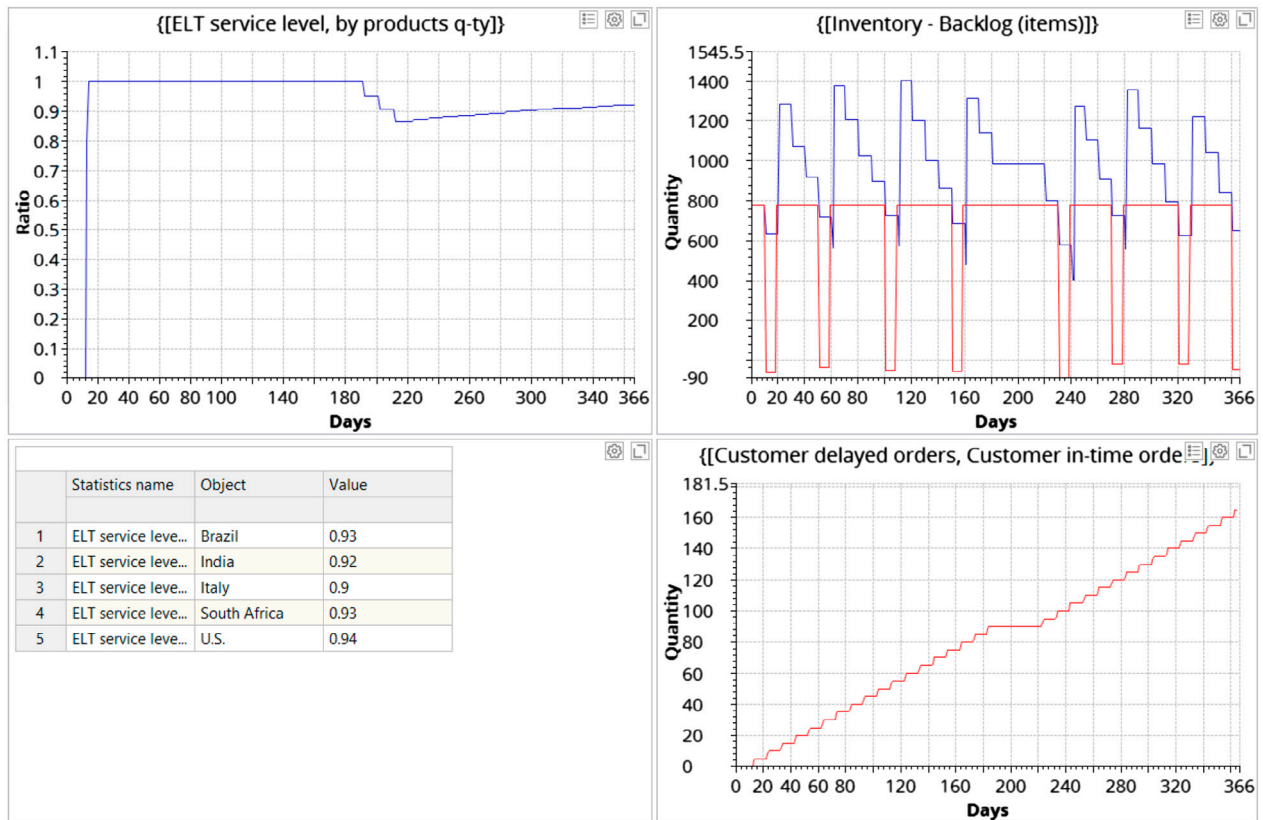 {[ELT service level, by products q-ty]}
1.1
1
0.9
0.8
0.7
0.6
0.5
0.4
0.3
0.2
0.1
0
Ratio
0 20 40 60 80 100 140 180 220 260 300 340 366
Days
{[Inventory - Backlog (items)]}
1545.5
1400
1200
1000
800
600
400
200
-90
Quantity
0 20 40 60 80 120 160 200 240 280 320 366
Days
Statistics name Object Value
1 ELT service leve... Brazil 0.93
2 ELT service leve... India 0.92
3 ELT service leve... Italy 0.9
4 ELT service leve... South Africa 0.93
5 ELT service leve... U.S. 0.94
{[Customer delayed orders, Customer in-time orders]}
181.5
160
140
120
100
80
60
40
20
0
Quantity
0 20 40 60 80 120 160 200 240 280 320 366
Days